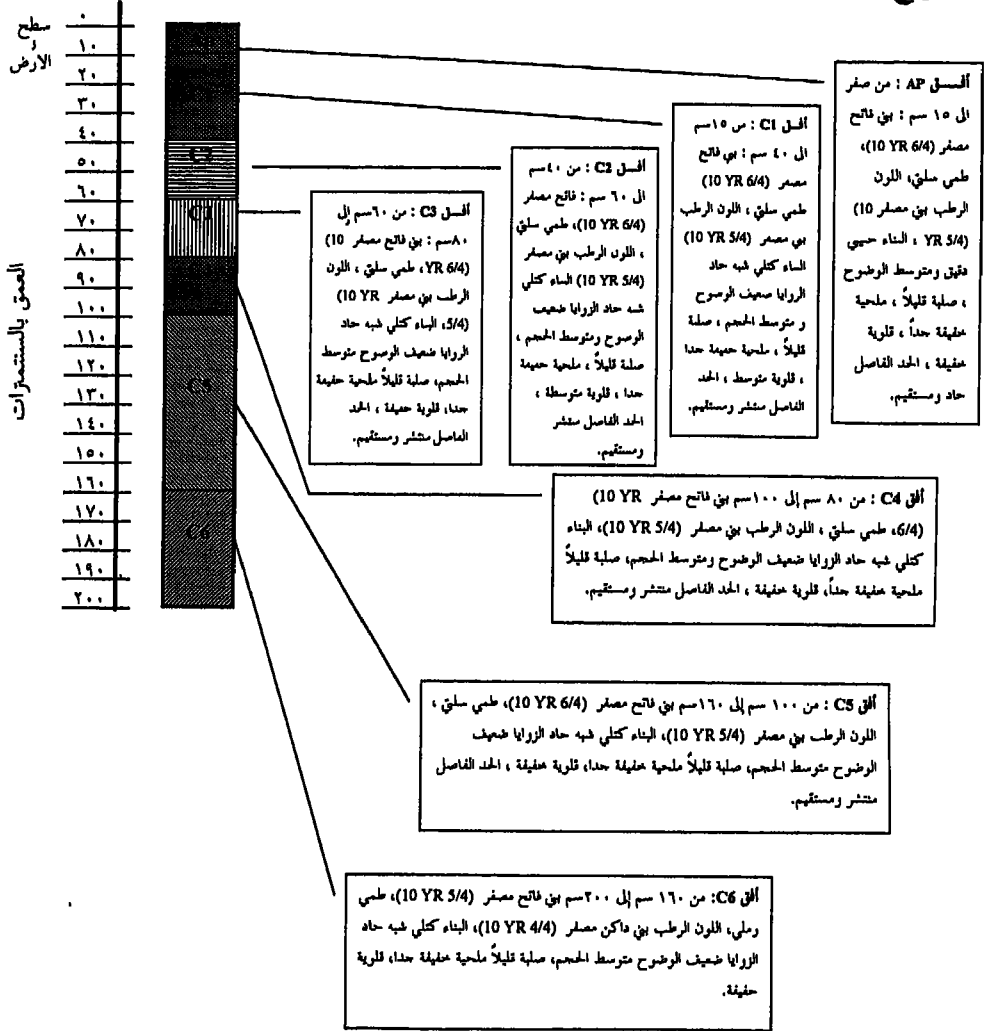 سطح
الأرض
٠
١٠
٢٠
٣٠
٤٠
٥٠
٦٠
٧٠
٨٠
٩٠
١٠٠
١١٠
١٢٠
١٣٠
١٤٠
١٥٠
١٦٠
١٧٠
١٨٠
١٩٠
٢٠٠
العمق بالسنتمترات
C2
C3
C5
C6
أفق AP : من صفر
الى ١٥ سم : بني فاتح
مصفر (10 YR 6/4)،
طمي سلتي، اللون
الرطب بني مصفر (10
YR 5/4) ، البناء حبيبي
دقيق ومتوسط الوضوح
، صلبة قليلاً ، ملحية
خفيفة جداً ، قلوية
خفيفة ، الحد الفاصل
حاد ومستقيم.
أفق C1 : من ١٥سم
الى ٤٠ سم : بني فاتح
مصفر (10 YR 6/4)
طمي سلتي ، اللون الرطب
بني مصفر (10 YR 5/4)
البناء كتلي شبه حاد
الزوايا ضعيف الوضوح
و متوسط الحجم ، صلبة
قليلاً ، ملحية خفيفة جدا
، قلوية متوسط ، الحد
الفاصل منتشر ومستقيم.
أفق C2 : من ٤٠سم
الى ٦٠ سم : فاتح مصفر
(10 YR 6/4)، طمي سلتي
، اللون الرطب بني مصفر
(10 YR 5/4) البناء كتلي
شبه حاد الزوايا ضعيف
الوضوح ومتوسط الحجم ،
صلبة قليلاً ، ملحية خفيفة
جدا ، قلوية متوسطة ،
الحد الفاصل منتشر
ومستقيم.
أفق C3 : من ٦٠سم إلى
٨٠سم : بني فاتح مصفر (10
YR 6/4)، طمي سلتي ، اللون
الرطب بني مصفر (10 YR
5/4)، البناء كتلي شبه حاد
الزوايا ضعيف الوضوح متوسط
الحجم، صلبة قليلاً ملحية خفيفة
جدا، قلوية خفيفة ، الحد
الفاصل منتشر ومستقيم.
أفق C4 : من ٨٠ سم إلى ١٠٠سم بني فاتح مصفر (10 YR
6/4)، طمي سلتي ، اللون الرطب بني مصفر (10 YR 5/4)، البناء
كتلي شبه حاد الزوايا ضعيف الوضوح ومتوسط الحجم، صلبة قليلاً
ملحية خفيفة جداً، قلوية خفيفة ، الحد الفاصل منتشر ومستقيم.
أفق C5 : من ١٠٠ سم إلى ١٦٠سم بني فاتح مصفر (10 YR 6/4)، طمي سلتي ،
اللون الرطب بني مصفر (10 YR 5/4)، البناء كتلي شبه حاد الزوايا ضعيف
الوضوح متوسط الحجم، صلبة قليلاً ملحية خفيفة جدا، قلوية خفيفة ، الحد الفاصل
منتشر ومستقيم.
أفق C6: من ١٦٠ سم إلى ٢٠٠سم بني فاتح مصفر (10 YR 5/4)، طمي
رملي، اللون الرطب بني داكن مصفر (10 YR 4/4)، البناء كتلي شبه حاد
الزوايا ضعيف الوضوح متوسط الحجم، صلبة قليلاً ملحية خفيفة جدا، قلوية
خفيفة.